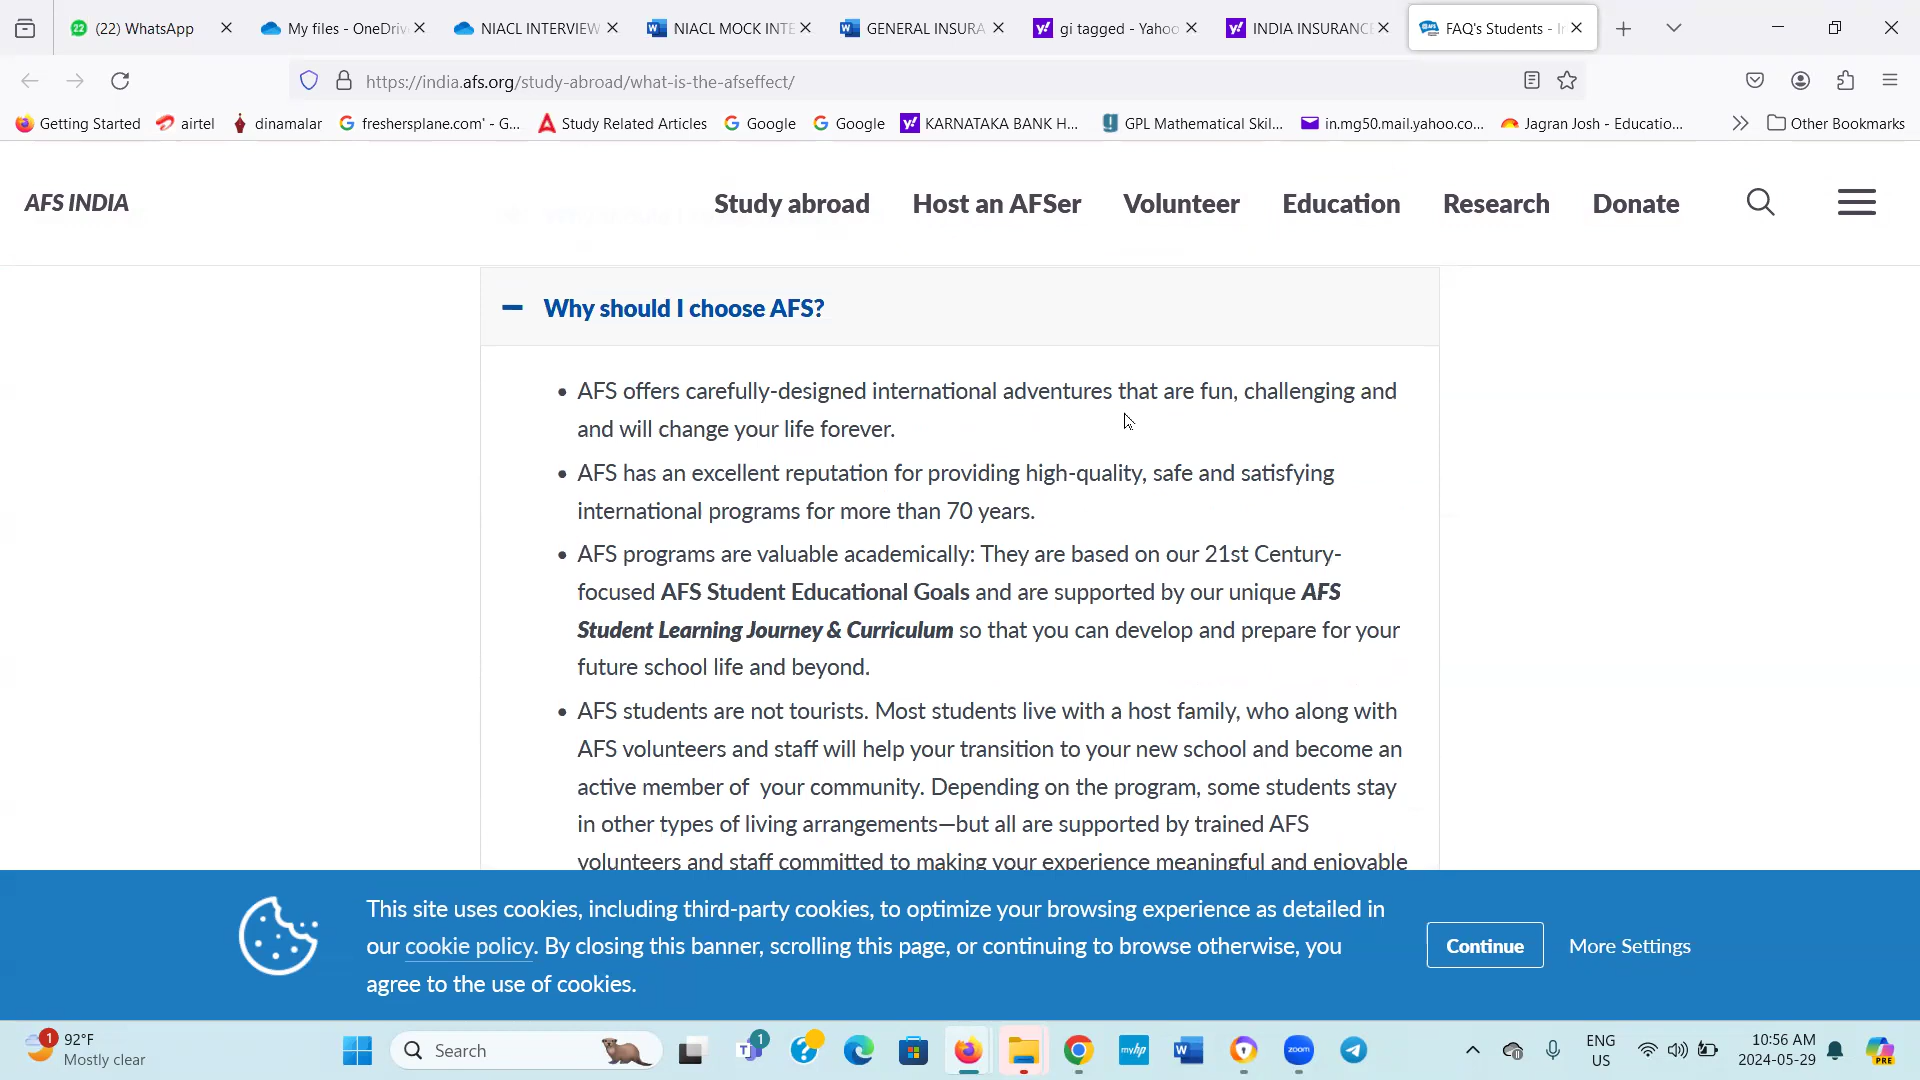 (22) WhatsApp
My files - OneDriv
NIACL INTERVIEW
NIACL MOCK INTE
GENERAL INSURA
gi tagged - Yahoo
INDIA INSURANCE
FAQ's Students - In
https://india.afs.org/study-abroad/what-is-the-afseffect/
Getting Started
airtel
dinamalar
freshersplane.com' - G...
Study Related Articles
Google
Google
KARNATAKA BANK H...
GPL Mathematical Skil...
in.mg50.mail.yahoo.co...
Jagran Josh - Educatio...
Other Bookmarks
AFS INDIA
Study abroad
Host an AFSer
Volunteer
Education
Research
Donate
Why should I choose AFS?
• AFS offers carefully-designed international adventures that are fun, challenging and
and will change your life forever.
• AFS has an excellent reputation for providing high-quality, safe and satisfying
international programs for more than 70 years.
• AFS programs are valuable academically: They are based on our 21st Century-
focused AFS Student Educational Goals and are supported by our unique AFS
Student Learning Journey & Curriculum so that you can develop and prepare for your
future school life and beyond.
• AFS students are not tourists. Most students live with a host family, who along with
AFS volunteers and staff will help your transition to your new school and become an
active member of  your community. Depending on the program, some students stay
in other types of living arrangements—but all are supported by trained AFS
volunteers and staff committed to making your experience meaningful and enjoyable
This site uses cookies, including third-party cookies, to optimize your browsing experience as detailed in
our cookie policy. By closing this banner, scrolling this page, or continuing to browse otherwise, you
agree to the use of cookies.
Continue
More Settings
1
92°F
Mostly clear
Search
1
myhp
zoom
ENG
US
10:56 AM
2024-05-29
PRE